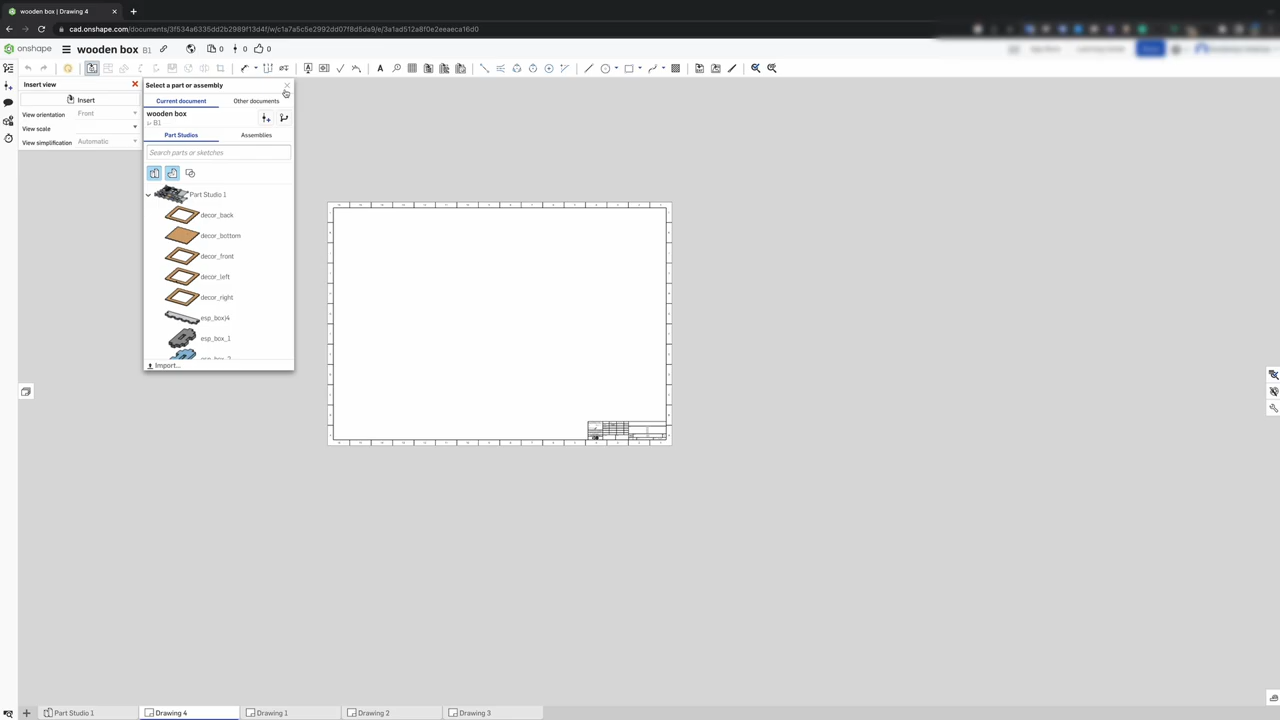 wooden box | Drawing 4
cad.onshape.com/documents/3f534a6335dd2b2989f13d4f/w/c1a7a5c5e2992dd07f8d5da9/e/3a1ad512a8f0e2eeaeca16d0
onshape
wooden box B1
0 0 0
Insert view
Insert
View orientation Front
View scale
View simplification Automatic
Select a part or assembly
Current document Other documents
wooden box
B1
Part Studios Assemblies
Search parts or sketches
Part Studio 1
decor_back
decor_bottom
decor_front
decor_left
decor_right
esp_box)4
esp_box_1
esp_box_2
Import...
Part Studio 1 Drawing 4 Drawing 1 Drawing 2 Drawing 3